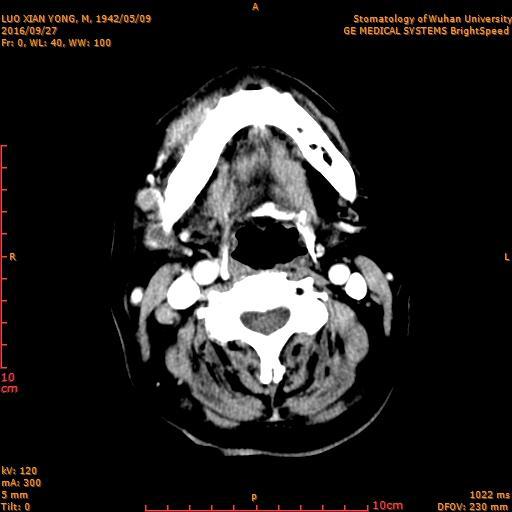 A
LUO XIAN YONG, M, 1942/05/09
2016/09/27
Fr: 0, WL: 40, WW: 100
Stomatology of Wuhan University
GE MEDICAL SYSTEMS BrightSpeed
R
L
10
cm
kV: 120
mA: 300
5 mm
Tilt: 0
P
10cm
1022 ms
DFOV: 230 mm